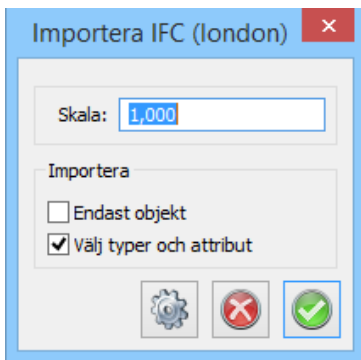 Importera IFC (london)
Skala: 1,000
Importera
Endast objekt
Välj typer och attribut